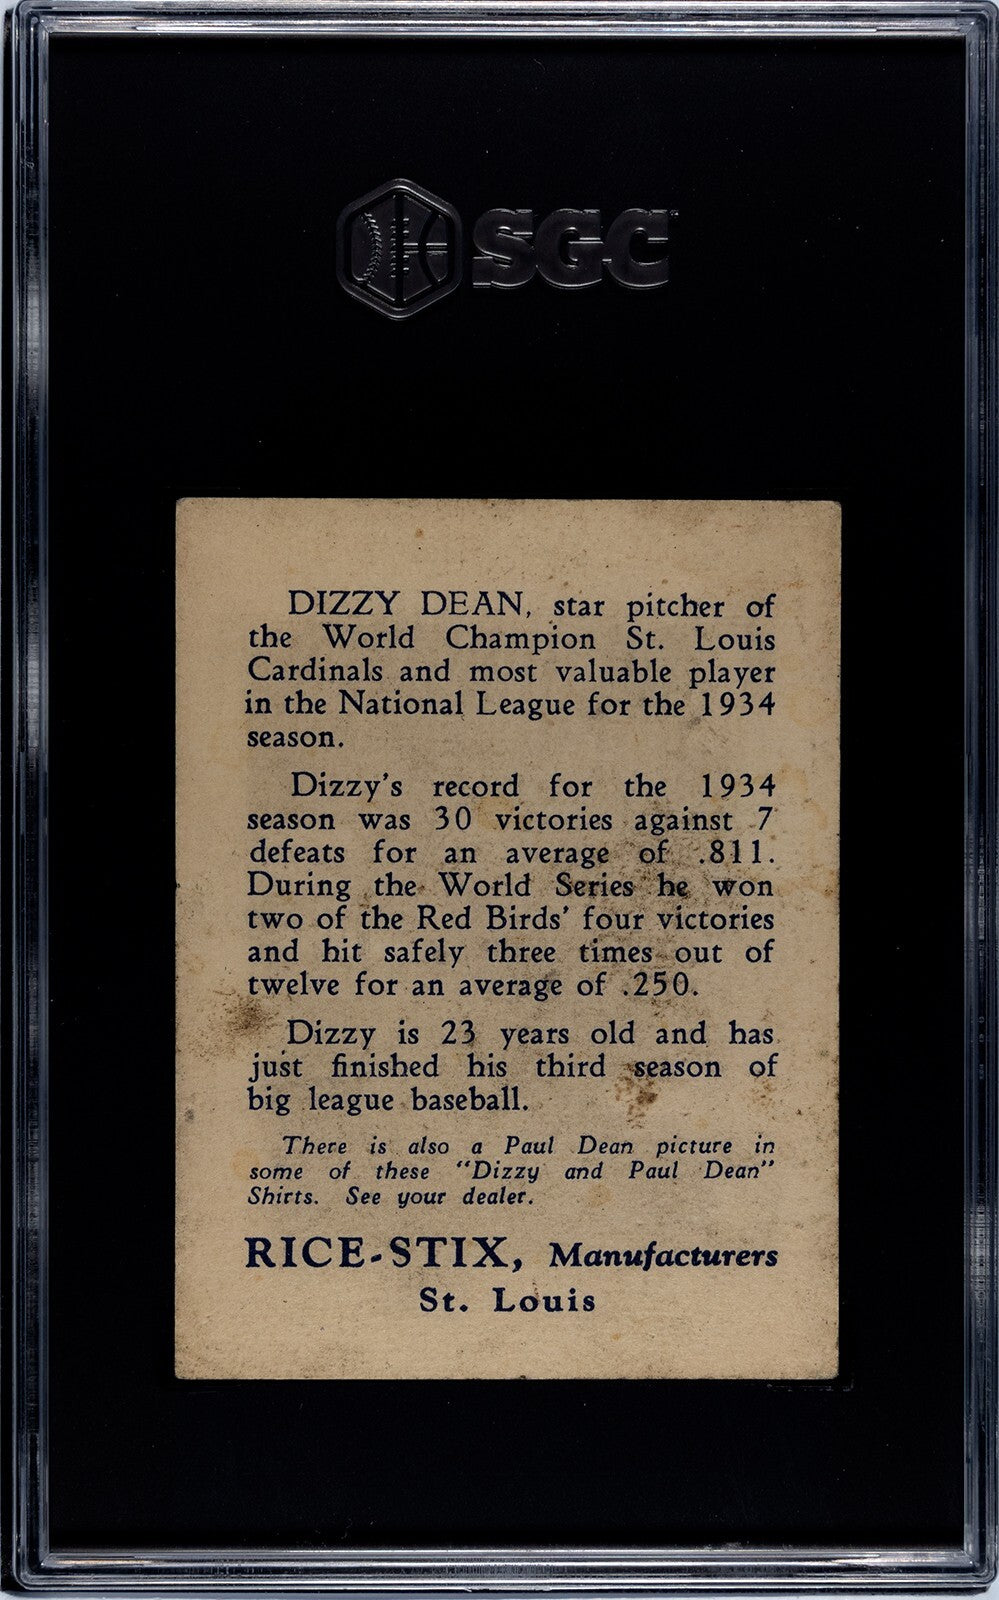 SGC
DIZZY DEAN, star pitcher of
the World Champion St. Louis
Cardinals and most valuable player
in the National League for the 1934
season.
Dizzy's record for the 1934
season was 30 victories against 7
defeats for an average of .811.
During the World Series he won
two of the Red Birds' four victories
and hit safely three times out of
twelve for an average of .250.
Dizzy is 23 years old and has
just finished his third season of
big league baseball.
There is also a Paul Dean picture in
some of these "Dizzy and Paul Dean"
Shirts. See your dealer.
RICE-STIX, Manufacturers
St. Louis